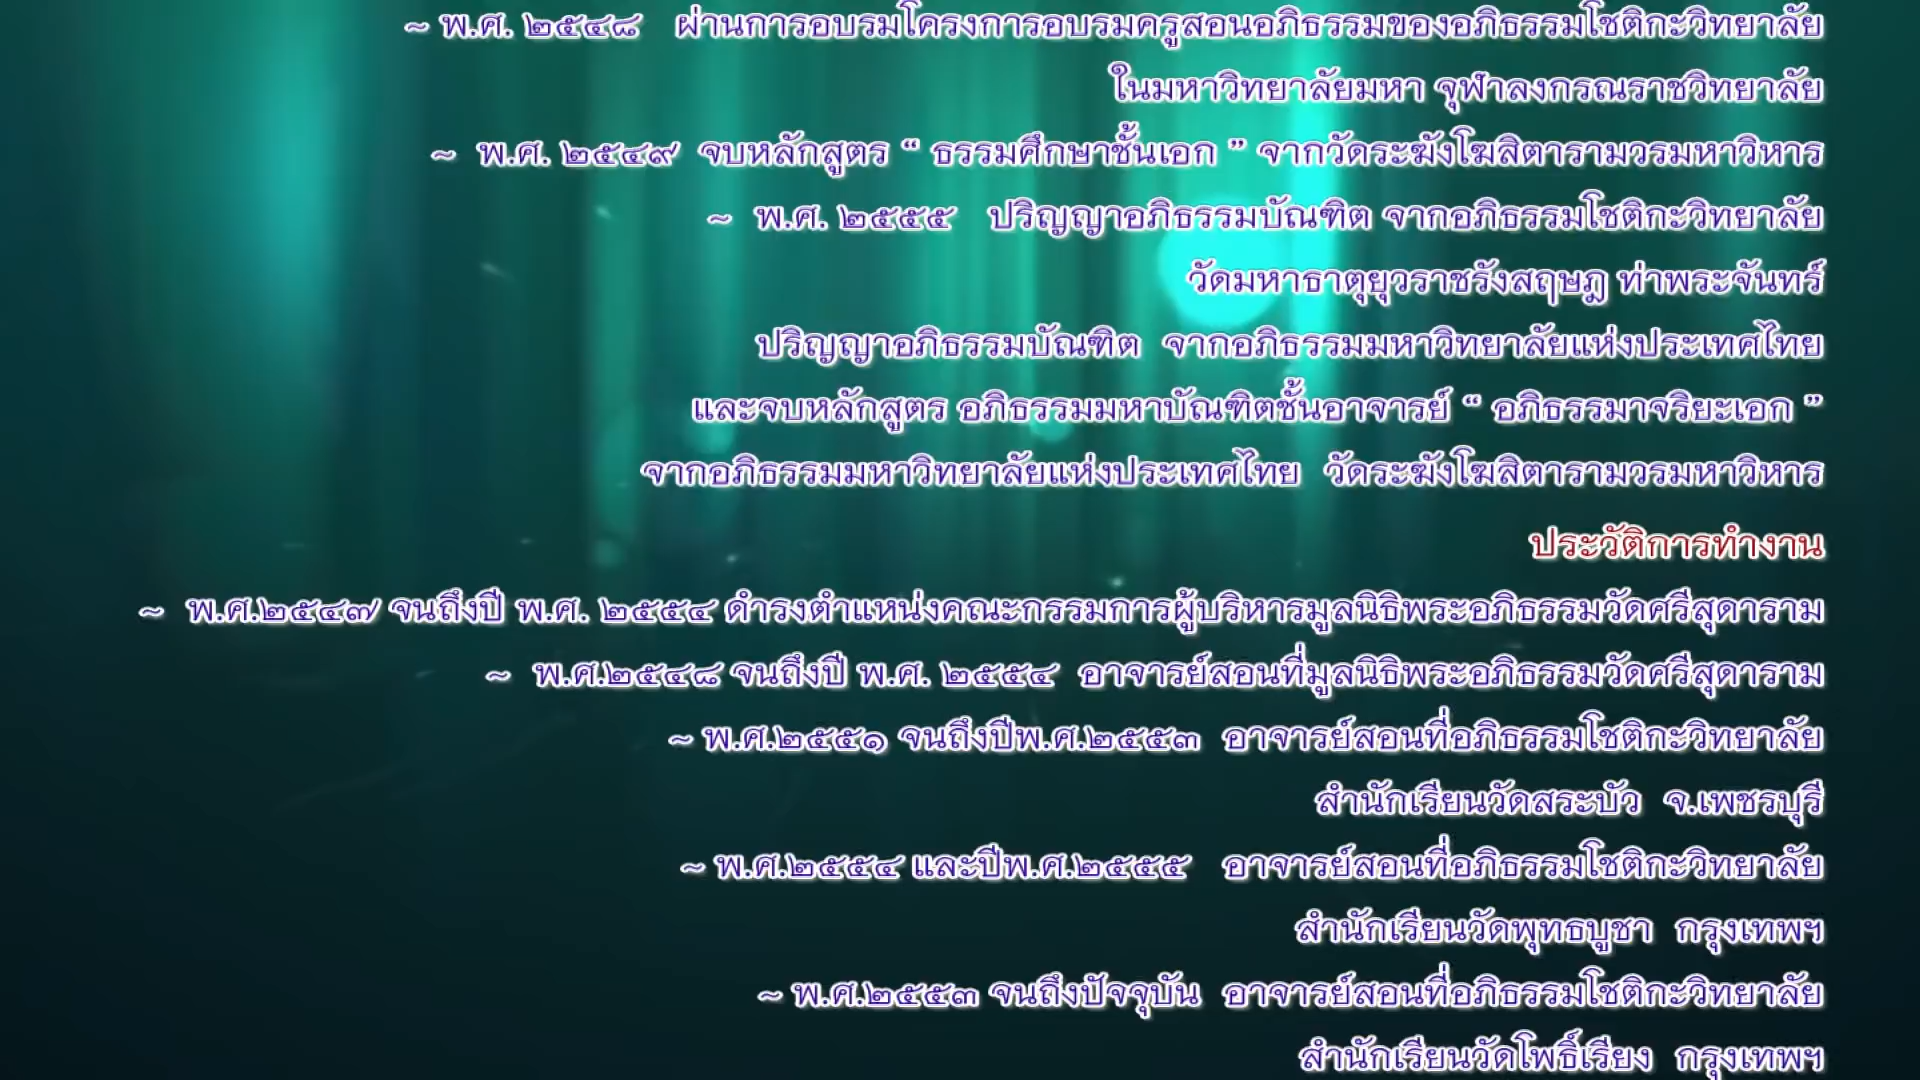 ~ พ.ศ. ๒๕๔๘ ผ่านการอบรมโครงการอบรมครูสอนอภิธรรมของอภิธรรมโชติกะวิทยาลัย
ในมหาวิทยาลัยมหา จุฬาลงกรณราชวิทยาลัย
~ พ.ศ. ๒๕๔๙ จบหลักสูตร “ ธรรมศึกษาชั้นเอก ” จากวัดระฆังโฆสิตารามวรมหาวิหาร
~ พ.ศ. ๒๕๕๕ ปริญญาอภิธรรมบัณฑิต จากอภิธรรมโชติกะวิทยาลัย
วัดมหาธาตุยุวราชรังสฤษฎ ท่าพระจันทร์
ปริญญาอภิธรรมบัณฑิต จากอภิธรรมมหาวิทยาลัยแห่งประเทศไทย
และจบหลักสูตร อภิธรรมมหาบัณฑิตชั้นอาจารย์ “ อภิธรรมาจริยะเอก ”
จากอภิธรรมมหาวิทยาลัยแห่งประเทศไทย วัดระฆังโฆสิตารามวรมหาวิหาร
ประวัติการทำงาน
~ พ.ศ.๒๕๔๗ จนถึงปี พ.ศ. ๒๕๕๔ ดำรงตำแหน่งคณะกรรมการผู้บริหารมูลนิธิพระอภิธรรมวัดศรีสุดาราม
~ พ.ศ.๒๕๔๘ จนถึงปี พ.ศ. ๒๕๕๔ อาจารย์สอนที่มูลนิธิพระอภิธรรมวัดศรีสุดาราม
~ พ.ศ.๒๕๕๑ จนถึงปีพ.ศ.๒๕๕๓ อาจารย์สอนที่อภิธรรมโชติกะวิทยาลัย
สำนักเรียนวัดสระบัว จ.เพชรบุรี
~ พ.ศ.๒๕๕๔ และปีพ.ศ.๒๕๕๕ อาจารย์สอนที่อภิธรรมโชติกะวิทยาลัย
สำนักเรียนวัดพุทธบูชา กรุงเทพฯ
~ พ.ศ.๒๕๕๓ จนถึงปัจจุบัน อาจารย์สอนที่อภิธรรมโชติกะวิทยาลัย
สำนักเรียนวัดโพธิ์เรียง กรุงเทพฯ